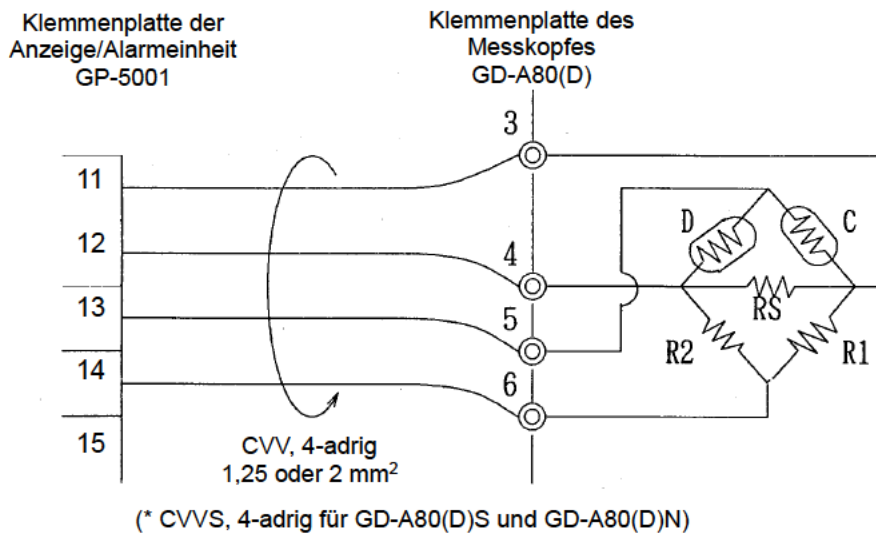 Klemmenplatte der
Anzeige/Alarmeinheit
GP-5001
Klemmenplatte des
Messkopfes
GD-A80(D)
3
11
12
4
D
C
13
5
RS
14
6
R2
R1
15
CVV, 4-adrig
1,25 oder 2 mm²
(* CVVS, 4-adrig für GD-A80(D)S und GD-A80(D)N)